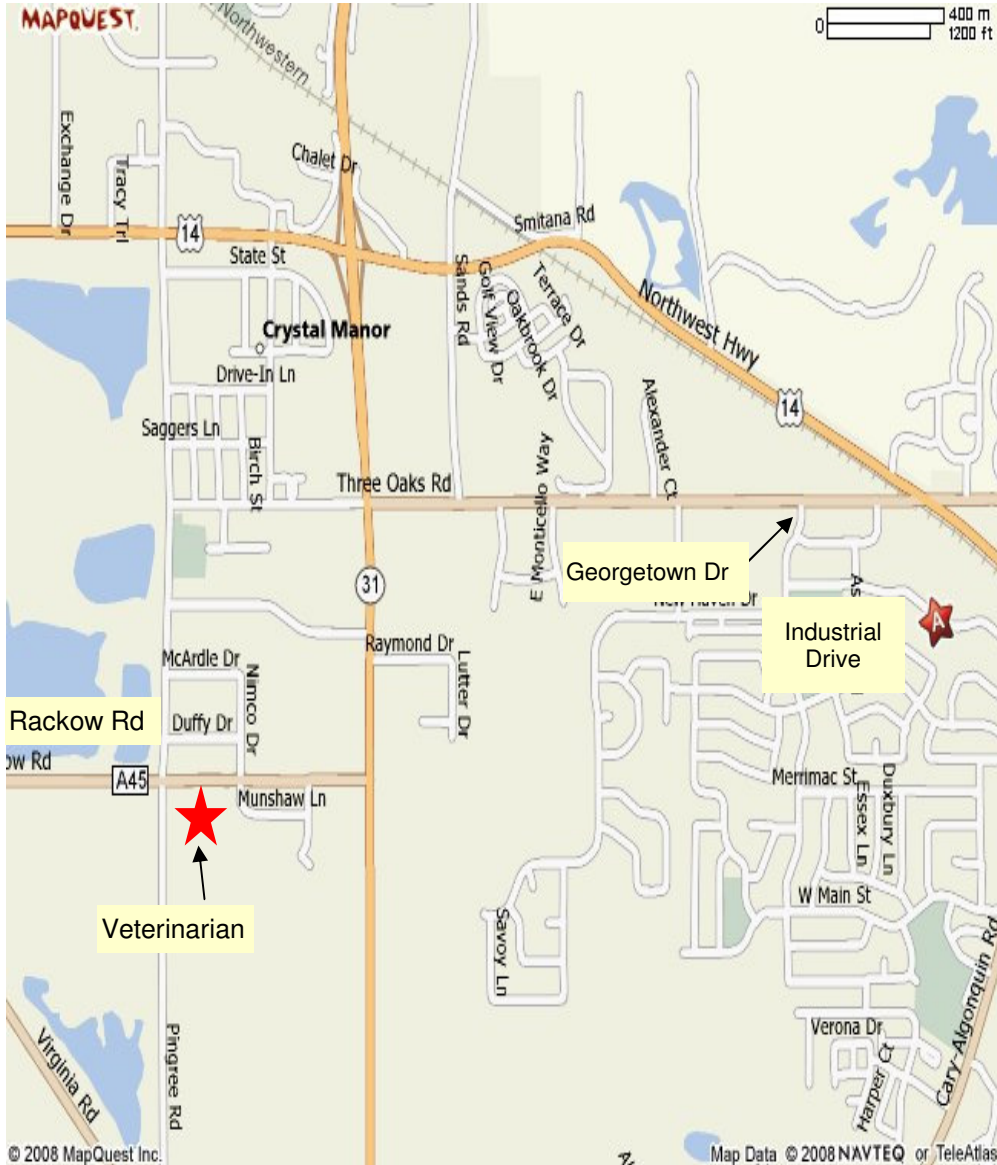 MAPQUEST.
0
400 m
1200 ft
Northwestern
Exchange Dr
Tracy Trl
Chalet Dr
14
Smitana Rd
State St
Sands Rd
Golf View Dr
Oakbrook Dr
Terrace Dr
Northwest Hwy
Crystal Manor
Drive-In Ln
14
Alexander Ct
Saggers Ln
Birch St
Three Oaks Rd
E Monticello Way
Georgetown Dr
31
New Haven Dr
As
A
Industrial
Drive
Raymond Dr
McArdle Dr
Nimco Dr
Lutter Dr
Rackow Rd
Duffy Dr
ow Rd
A45
Munshaw Ln
Merrimac St
Essex Ln
Duxbury Ln
W Main St
Veterinarian
Savoy Ln
Cary-Algonquin Rd
Verona Dr
Harper Ct
Virginia Rd
Pingree Rd
© 2008 MapQuest Inc.
Map Data © 2008 NAVTEQ or TeleAtlas